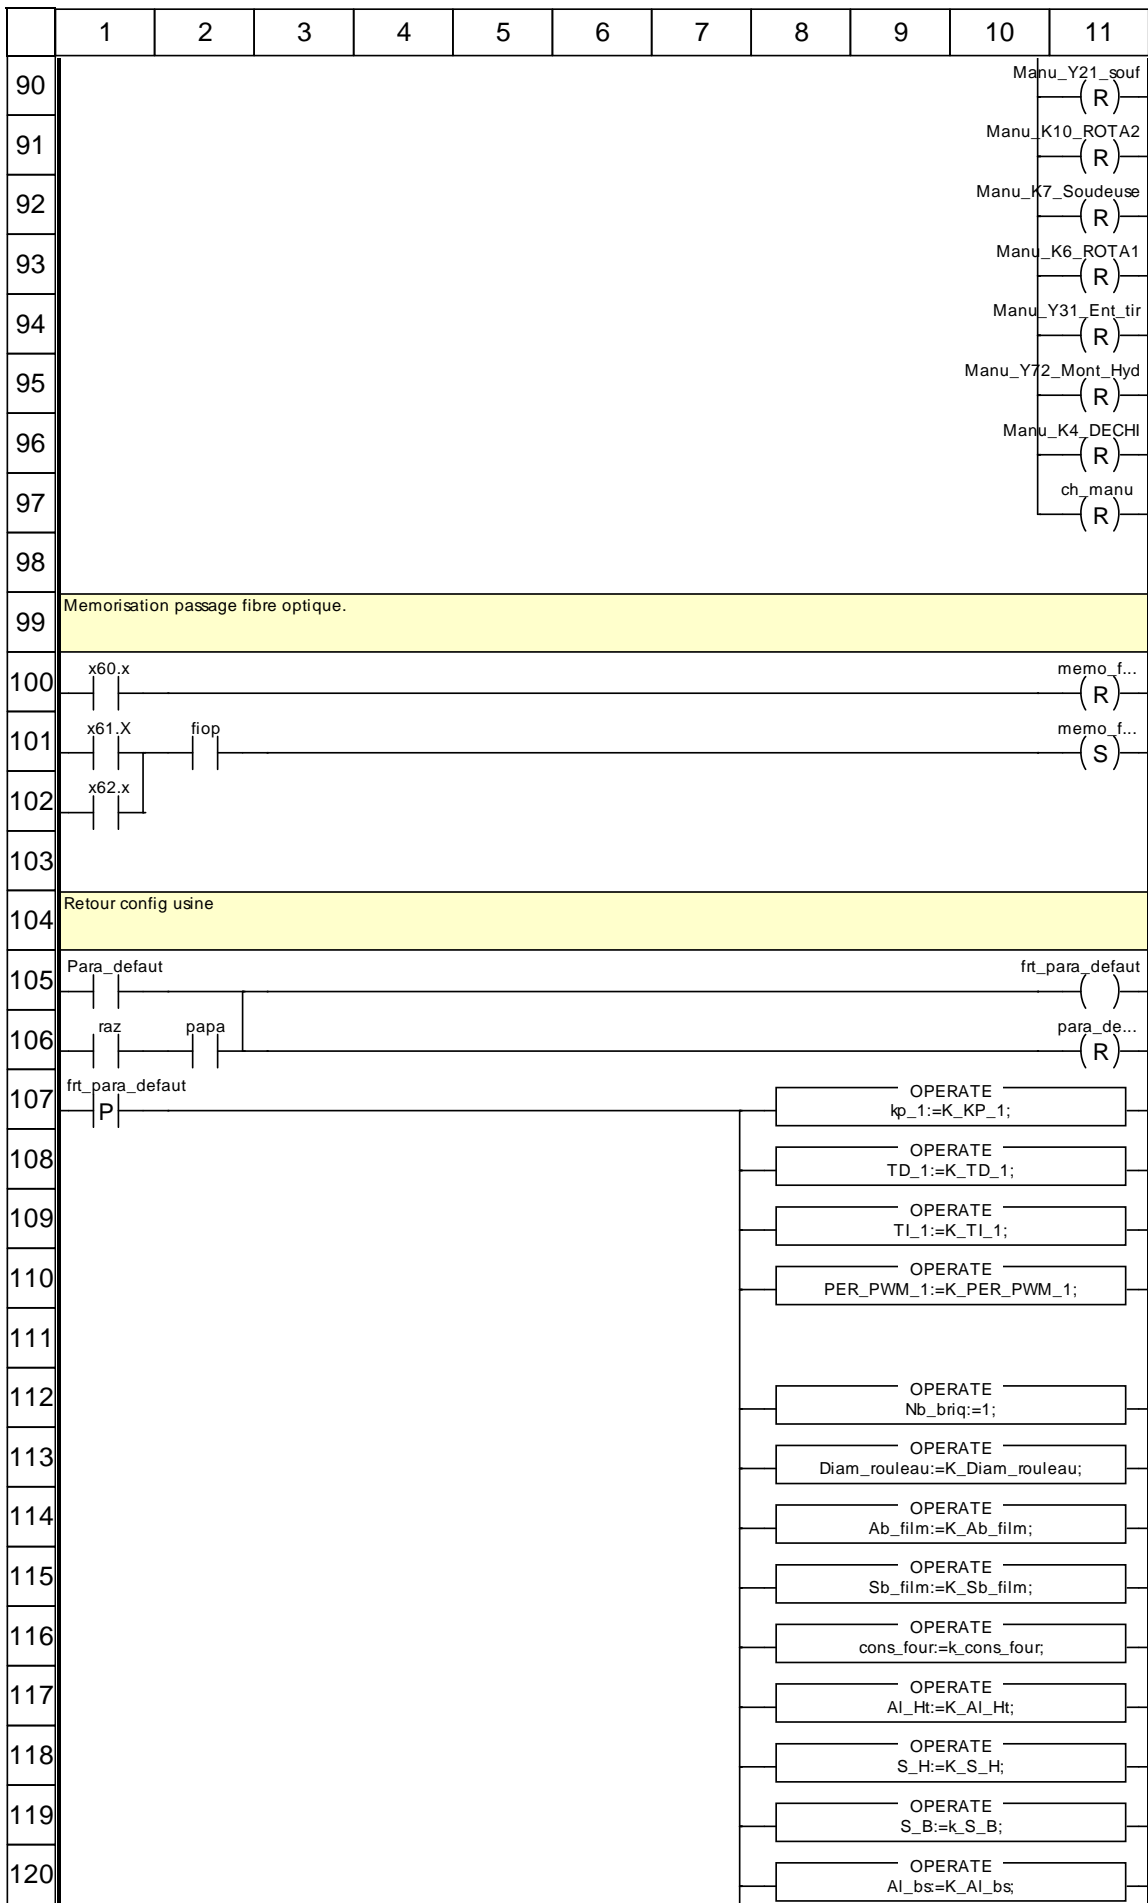 1 2 3 4 5 6 7 8 9 10 11
90 Manu_Y21_souf
R
91 Manu_K10_ROTA2
R
92 Manu_K7_Soudeuse
R
93 Manu_K6_ROTA1
R
94 Manu_Y31_Ent_tir
R
95 Manu_Y72_Mont_Hyd
R
96 Manu_K4_DECHI
R
97 ch_manu
R
98
99 Memorisation passage fibre optique.
100 x60.x memo_f...
R
101 x61.X fiop memo_f...
S
102 x62.x
103
104 Retour config usine
105 Para_defaut frt_para_defaut
106 raz papa para_de...
R
107 frt_para_defaut OPERATE
P kp_1:=K_KP_1;
108 OPERATE
TD_1:=K_TD_1;
109 OPERATE
TI_1:=K_TI_1;
110 OPERATE
PER_PWM_1:=K_PER_PWM_1;
111
112 OPERATE
Nb_briq:=1;
113 OPERATE
Diam_rouleau:=K_Diam_rouleau;
114 OPERATE
Ab_film:=K_Ab_film;
115 OPERATE
Sb_film:=K_Sb_film;
116 OPERATE
cons_four:=k_cons_four;
117 OPERATE
Al_Ht:=K_Al_Ht;
118 OPERATE
S_H:=K_S_H;
119 OPERATE
S_B:=k_S_B;
120 OPERATE
Al_bs:=K_Al_bs;